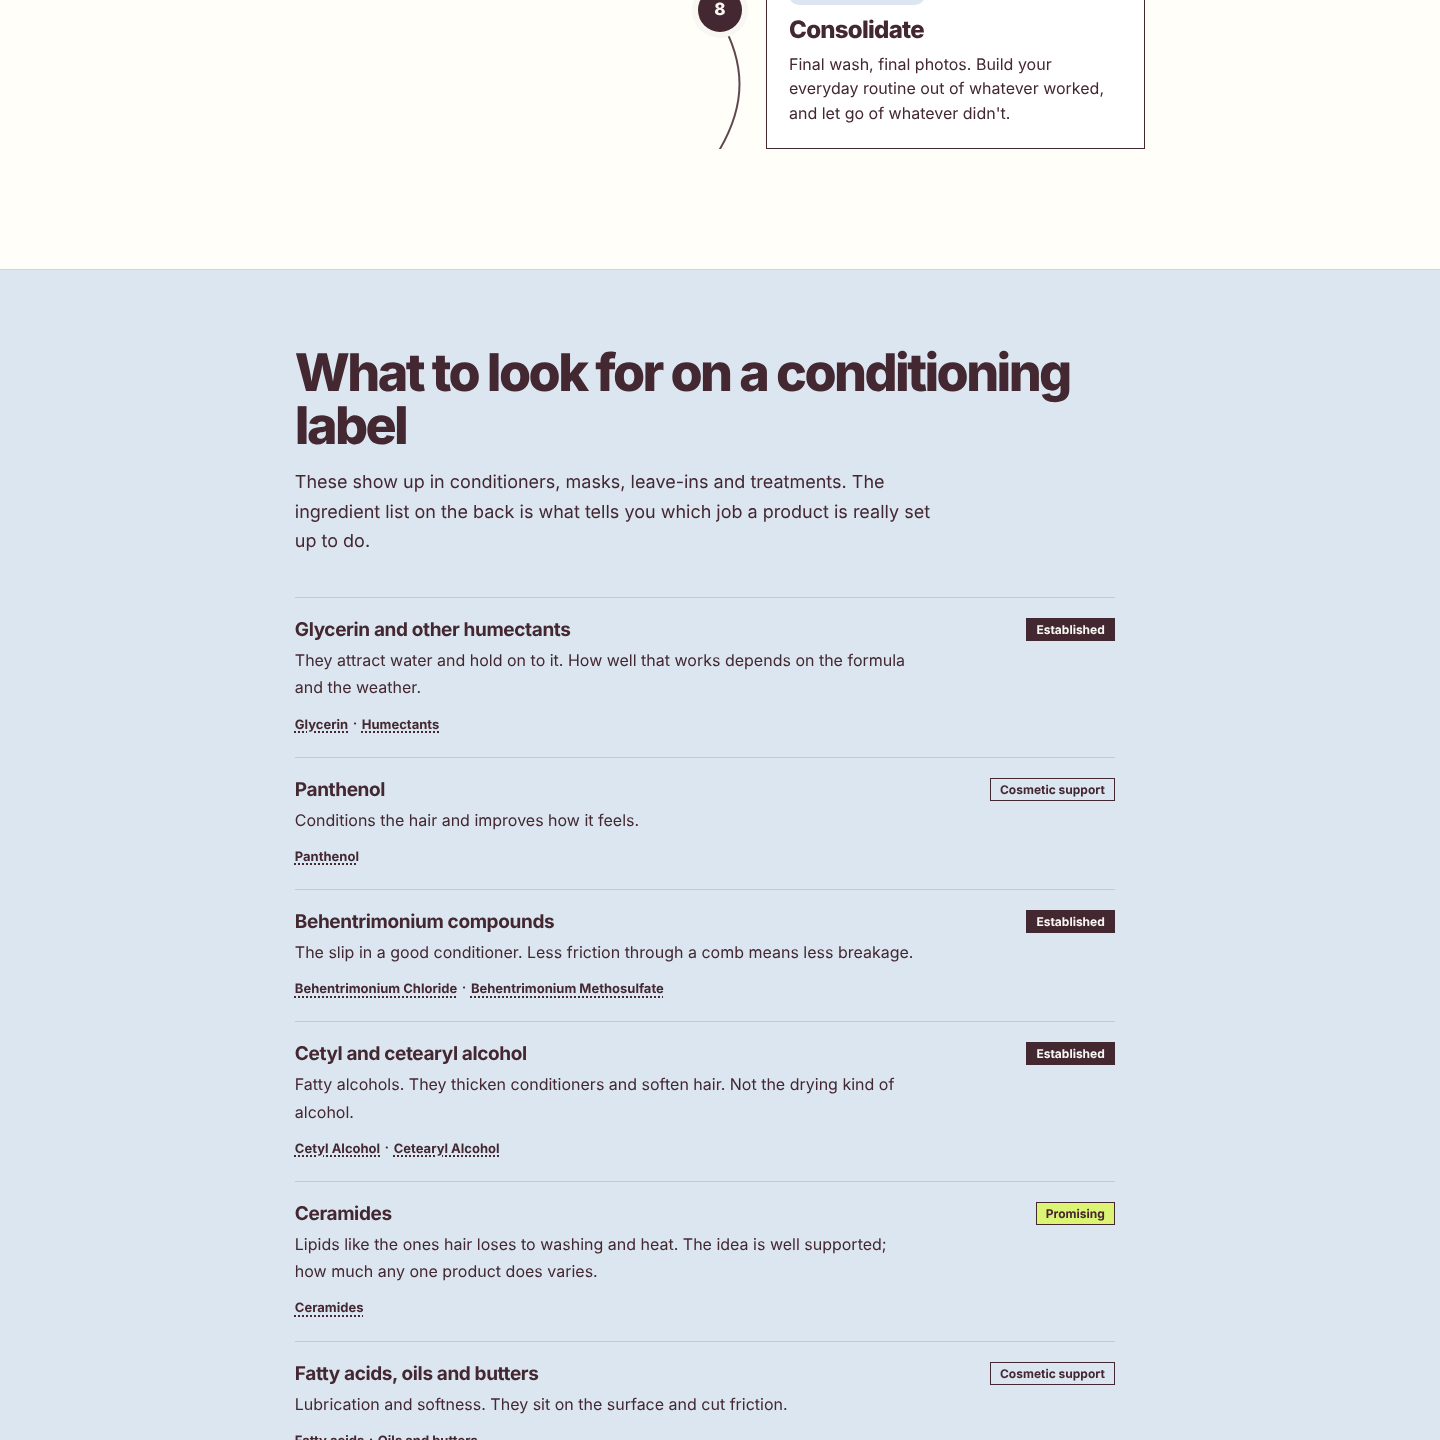 8
Consolidate
Final wash, final photos. Build your
everyday routine out of whatever worked,
and let go of whatever didn't.
What to look for on a conditioning
label
These show up in conditioners, masks, leave-ins and treatments. The
ingredient list on the back is what tells you which job a product is really set
up to do.
Glycerin and other humectants
Established
They attract water and hold on to it. How well that works depends on the formula
and the weather.
Glycerin · Humectants
Panthenol
Cosmetic support
Conditions the hair and improves how it feels.
Panthenol
Behentrimonium compounds
Established
The slip in a good conditioner. Less friction through a comb means less breakage.
Behentrimonium Chloride · Behentrimonium Methosulfate
Cetyl and cetearyl alcohol
Established
Fatty alcohols. They thicken conditioners and soften hair. Not the drying kind of
alcohol.
Cetyl Alcohol · Cetearyl Alcohol
Ceramides
Promising
Lipids like the ones hair loses to washing and heat. The idea is well supported;
how much any one product does varies.
Ceramides
Fatty acids, oils and butters
Cosmetic support
Lubrication and softness. They sit on the surface and cut friction.
Fatty acids · Oils and butters